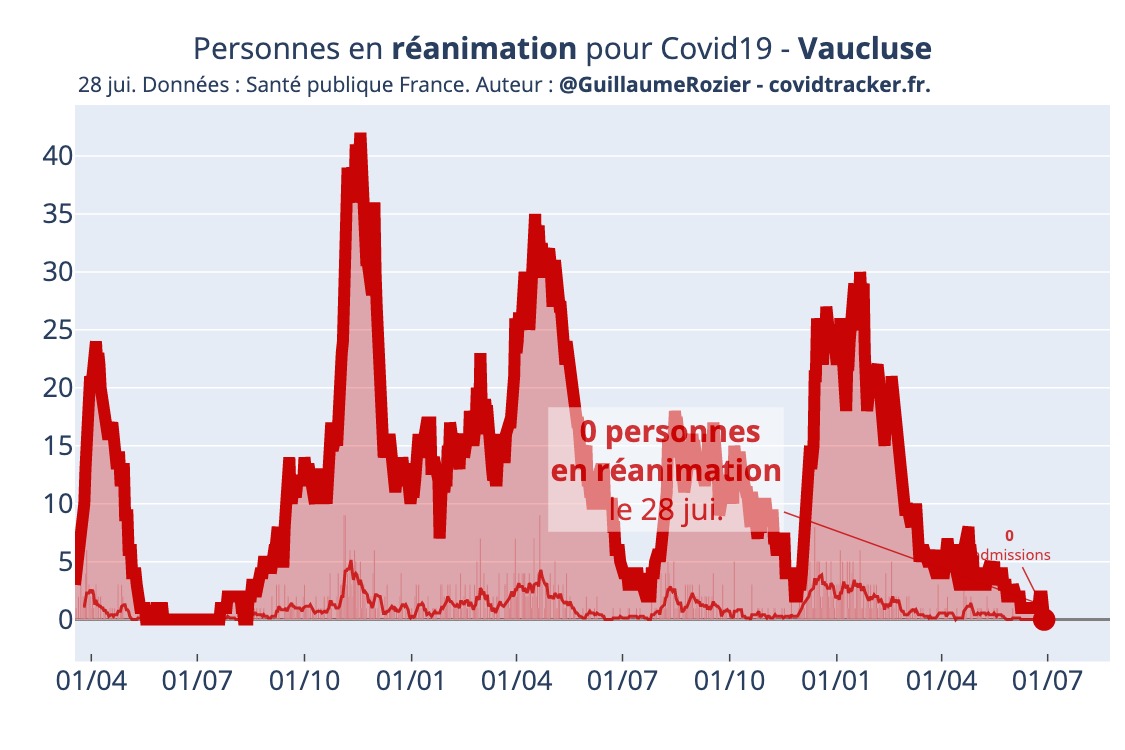 Personnes en réanimation pour Covid19 - Vaucluse
28 jui. Données : Santé publique France. Auteur : @GuillaumeRozier - covidtracker.fr.
40
35
30
25
20
15
10
5
0
0 personnes
en réanimation
le 28 jui.
0
admissions
01/04 01/07 01/10 01/01 01/04 01/07 01/10 01/01 01/04 01/07